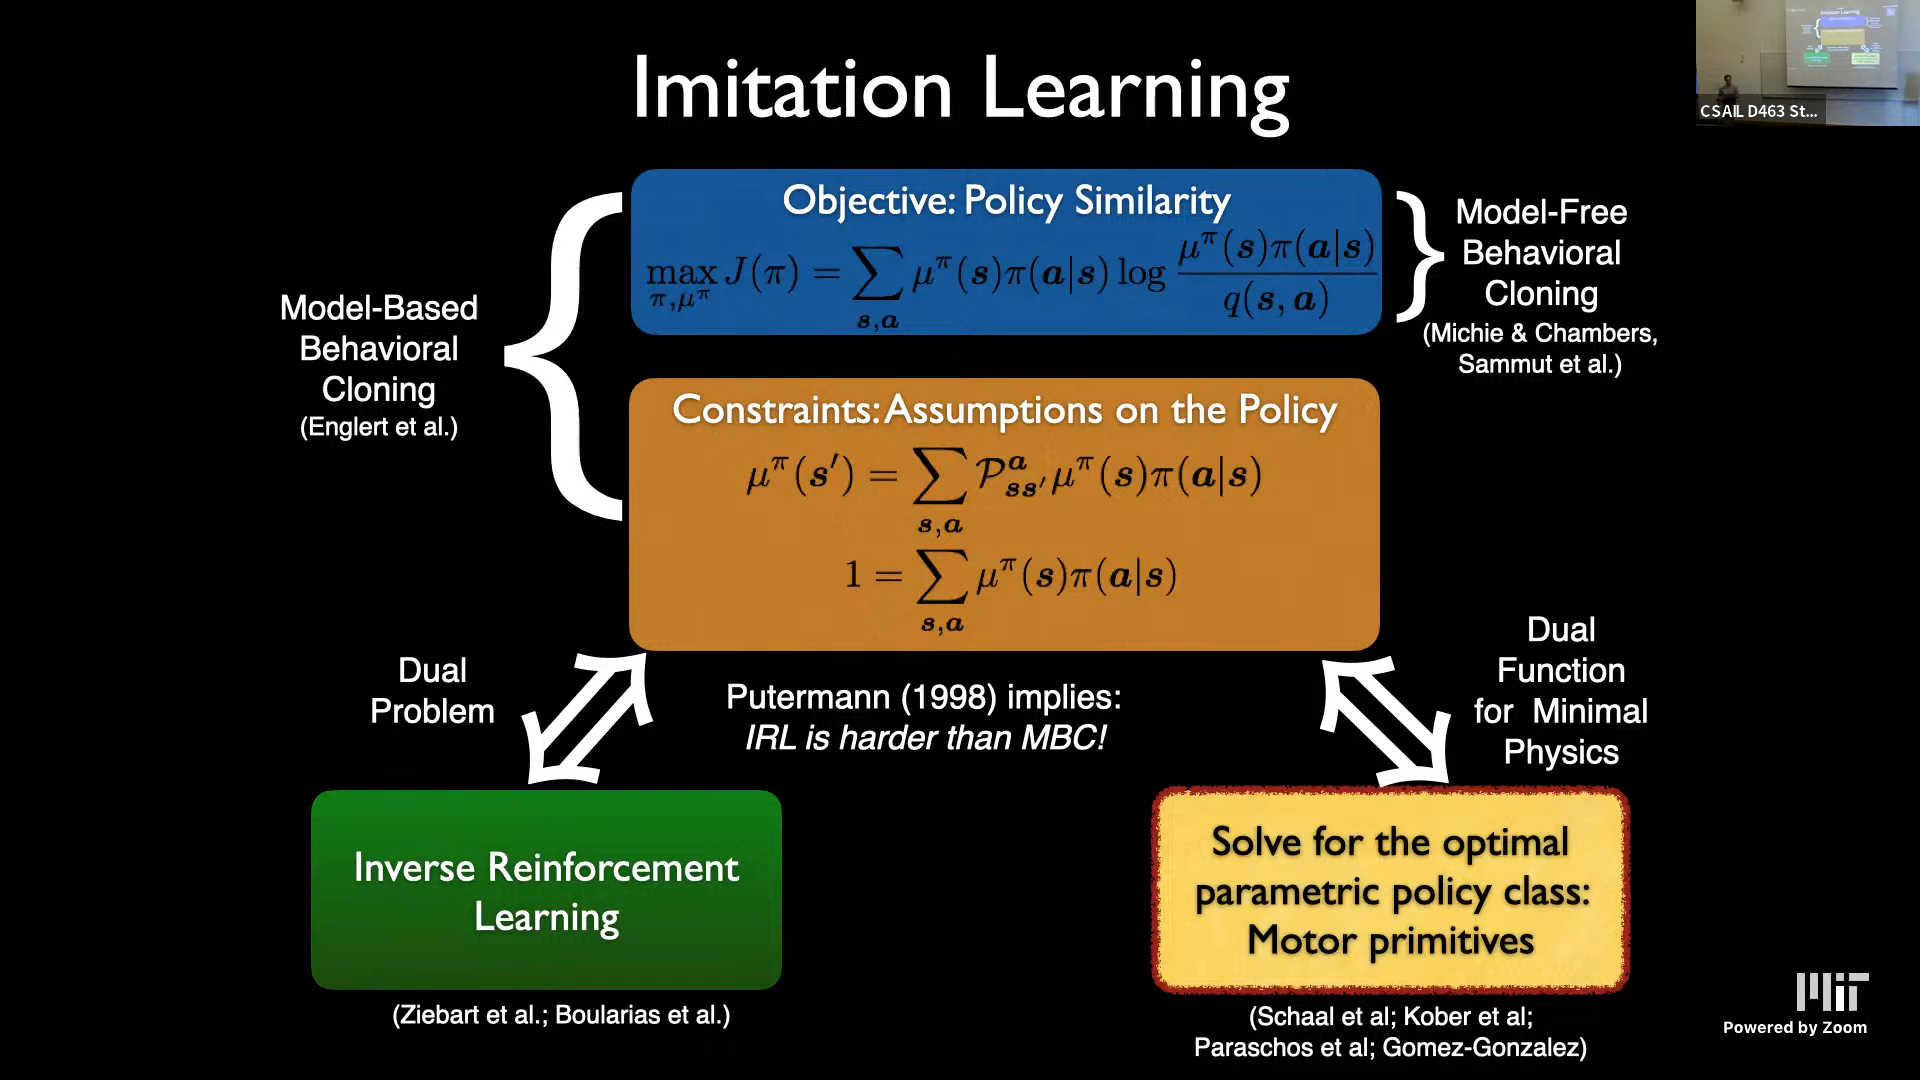 Imitation Learning
CSAIL D463 St...
Objective: Policy Similarity
max J(π) = ∑ μ^π(s)π(a|s) log μ^π(s)π(a|s) / q(s, a)
π,μ^π s,a
Model-Free
Behavioral
Cloning
(Michie & Chambers,
Sammut et al.)
Model-Based
Behavioral
Cloning
(Englert et al.)
Constraints: Assumptions on the Policy
μ^π(s′) = ∑ P^a_ss′ μ^π(s)π(a|s)
s,a
1 = ∑ μ^π(s)π(a|s)
s,a
Dual
Problem
Putermann (1998) implies:
IRL is harder than MBC!
Dual
Function
for Minimal
Physics
Inverse Reinforcement
Learning
(Ziebart et al.; Boularias et al.)
Solve for the optimal
parametric policy class:
Motor primitives
(Schaal et al; Kober et al;
Paraschos et al; Gomez-Gonzalez)
MIT
Powered by Zoom